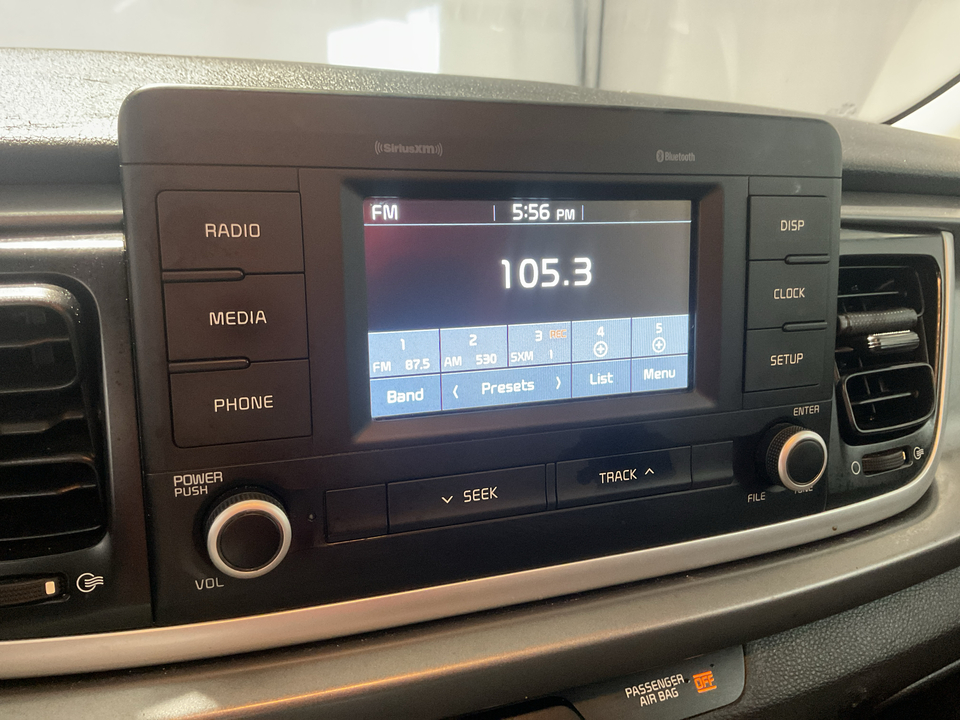 SiriusXM
Bluetooth
RADIO
MEDIA
PHONE
FM 5:56 PM
105.3
1 2 3 REC 4 5
FM 87.5 AM 530 SXM 1
Band Presets List Menu
DISP
CLOCK
SETUP
POWER
PUSH
VOL
SEEK
TRACK
ENTER
FILE
PASSENGER
AIR BAG OFF